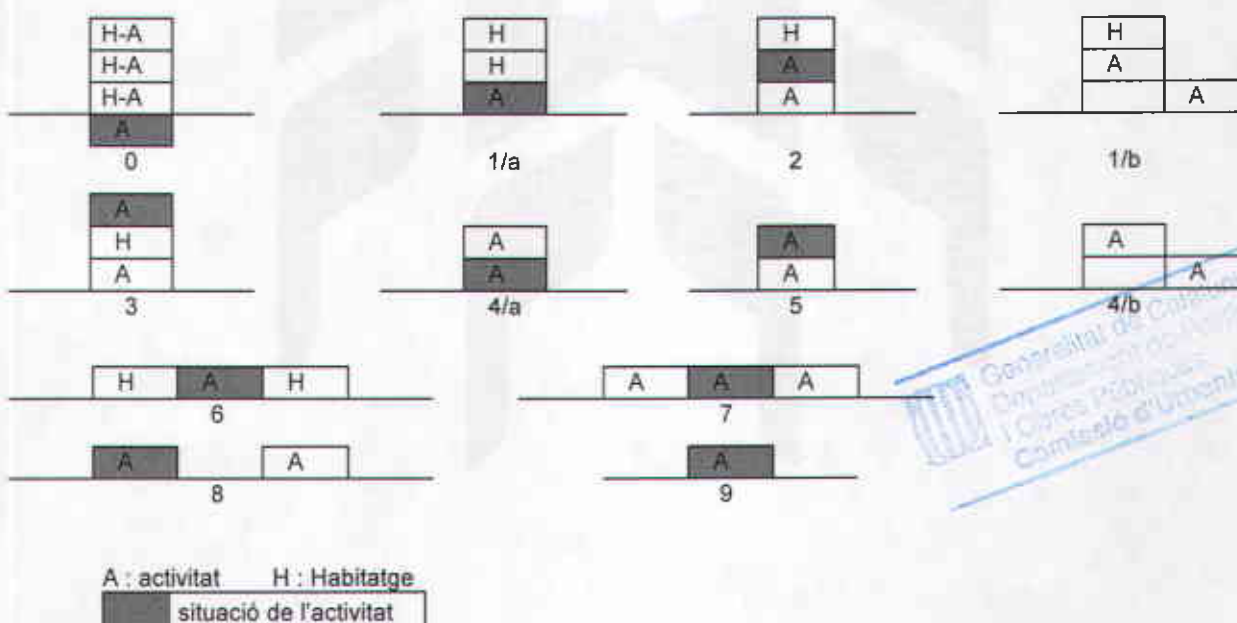 H-A H H H
H-A H A A
H-A A A A
A
0 1/a 2 1/b
A
H A A A
A A A A
3 4/a 5 4/b
H A H A A A
6 7
A A A
8 9
A : activitat H : Habitatge
situació de l'activitat
Generalitat de
i Obres Públiques
Comissió d'Urbanis